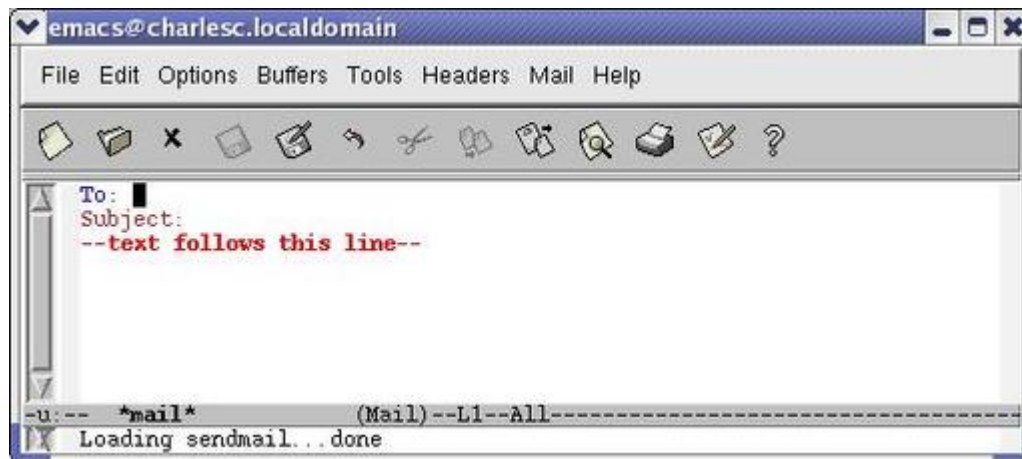 emacs@charlesc.localdomain
File Edit Options Buffers Tools Headers Mail Help
To:
Subject:
--text follows this line--
-u:-- *mail* (Mail)--L1--All--------------------------------------------
Loading sendmail...done